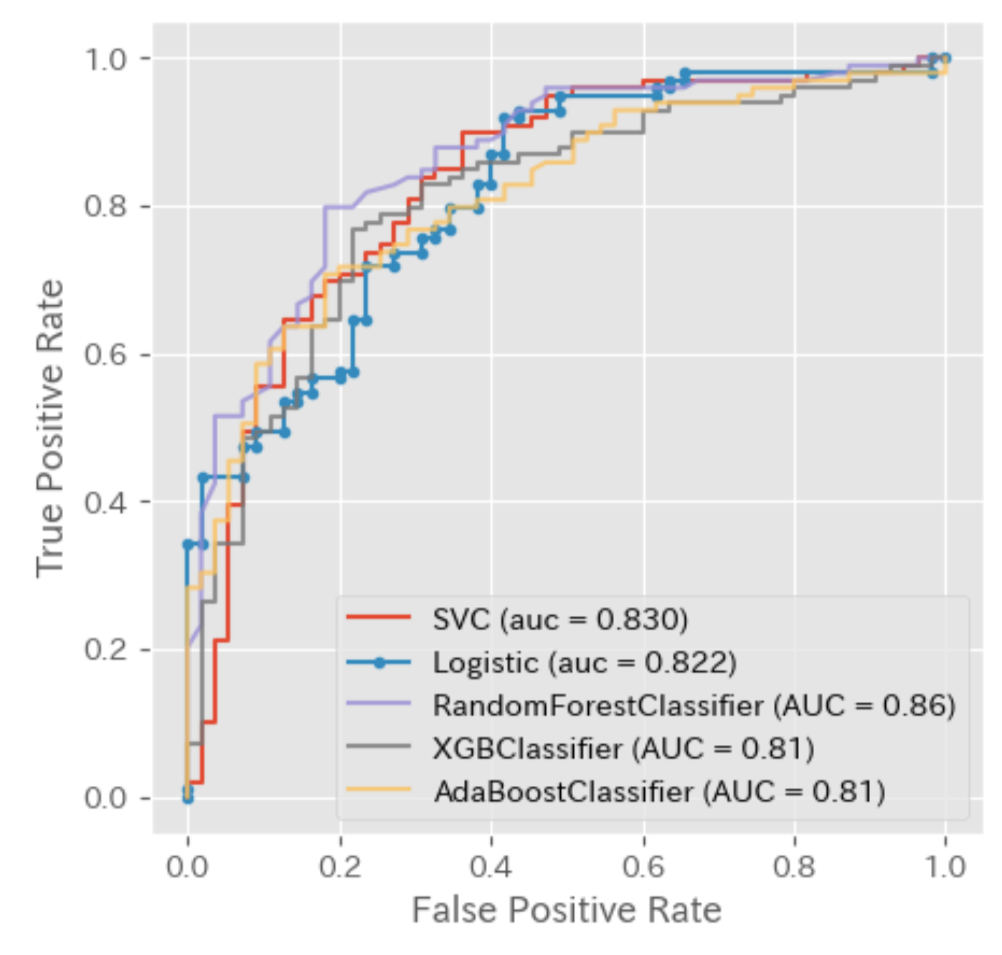 1.0
0.8
0.6
0.4
0.2
0.0
True Positive Rate
SVC (auc = 0.830)
Logistic (auc = 0.822)
RandomForestClassifier (AUC = 0.86)
XGBClassifier (AUC = 0.81)
AdaBoostClassifier (AUC = 0.81)
0.0 0.2 0.4 0.6 0.8 1.0
False Positive Rate